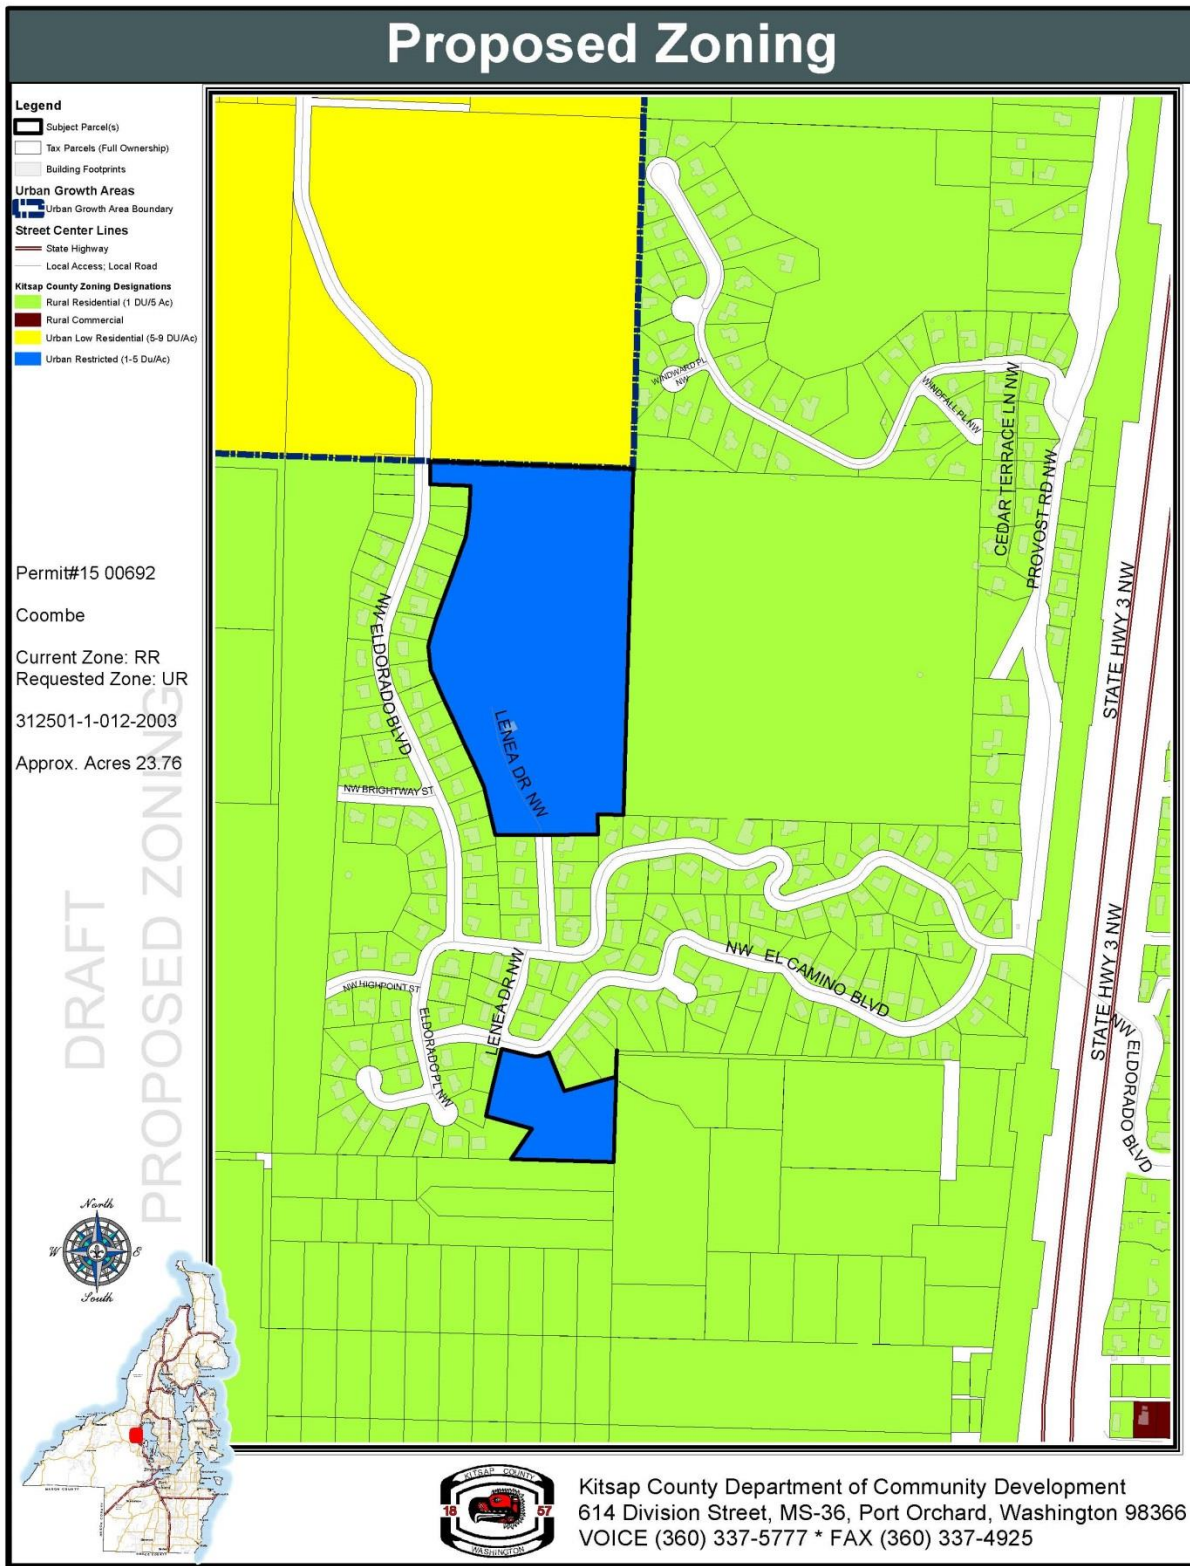 Proposed Zoning
Legend
Subject Parcel(s)
Tax Parcels (Full Ownership)
Building Footprints
Urban Growth Areas
Urban Growth Area Boundary
Street Center Lines
State Highway
Local Access; Local Road
Kitsap County Zoning Designations
Rural Residential (1 DU/5 Ac)
Rural Commercial
Urban Low Residential (5-9 DU/Ac)
Urban Restricted (1-5 Du/Ac)
Permit#15 00692
Coombe
Current Zone: RR
Requested Zone: UR
312501-1-012-2003
Approx. Acres 23.76
DRAFT
PROPOSED ZONING
WINDWARD PL
NW
WINDFALL PL NW
CEDAR TERRACE LN NW
PROVOST RD NW
STATE HWY 3 NW
NW ELDORADO BLVD
LENEA DR NW
NW BRIGHTWAY ST
NW HIGHPOINT ST
ELDORADO PL NW
LENEA DR NW
NW EL CAMINO BLVD
STATE HWY 3 NW
NW ELDORADO BLVD
North
W
E
South
KITSAP COUNTY
18
57
WASHINGTON
Kitsap County Department of Community Development
614 Division Street, MS-36, Port Orchard, Washington 98366
VOICE (360) 337-5777 * FAX (360) 337-4925